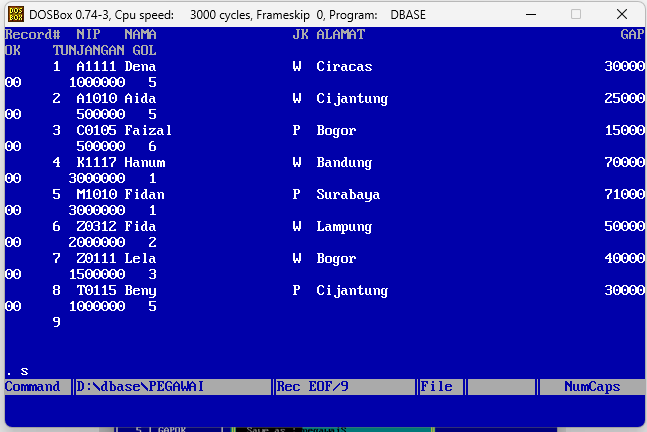 DOSBox 0.74-3, Cpu speed: 3000 cycles, Frameskip 0, Program: DBASE
Record# NIP NAMA JK ALAMAT GAP
OK TUNJANGAN GOL
1 A1111 Dena W Ciracas 30000
00 1000000 5
2 A1010 Aida W Cijantung 25000
00 500000 5
3 C0105 Faizal P Bogor 15000
00 500000 6
4 K1117 Hanum W Bandung 70000
00 3000000 1
5 M1010 Fidan P Surabaya 71000
00 3000000 1
6 Z0312 Fida W Lampung 50000
00 2000000 2
7 Z0111 Lela W Bogor 40000
00 1500000 3
8 T0115 Beny P Cijantung 30000
00 1000000 5
9
. s
Command D:\dbase\PEGAWAI Rec EOF/9 File NumCaps